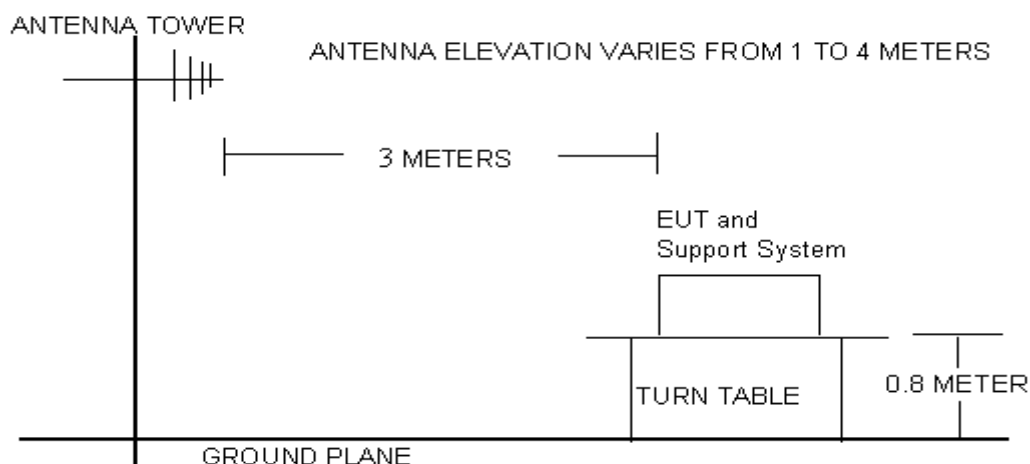 ANTENNA TOWER
ANTENNA ELEVATION VARIES FROM 1 TO 4 METERS
3 METERS
EUT and
Support System
0.8 METER
TURN TABLE
GROUND PLANE